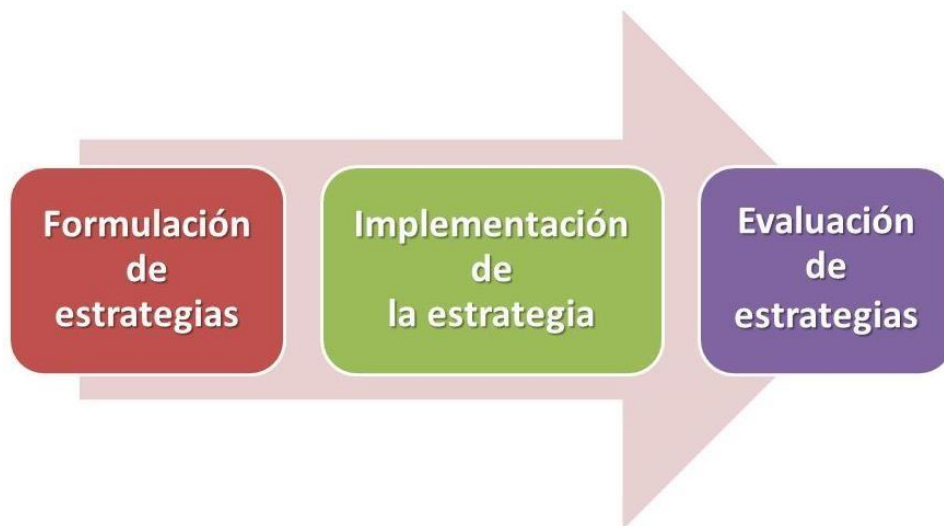 Formulación
de
estrategias
Implementación
de
la estrategia
Evaluación
de
estrategias